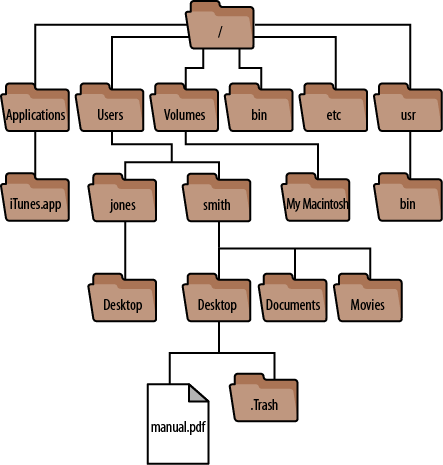 /
Applications
Users
Volumes
bin
etc
usr
iTunes.app
jones
smith
My Macintosh
bin
Desktop
Desktop
Documents
Movies
manual.pdf
.Trash